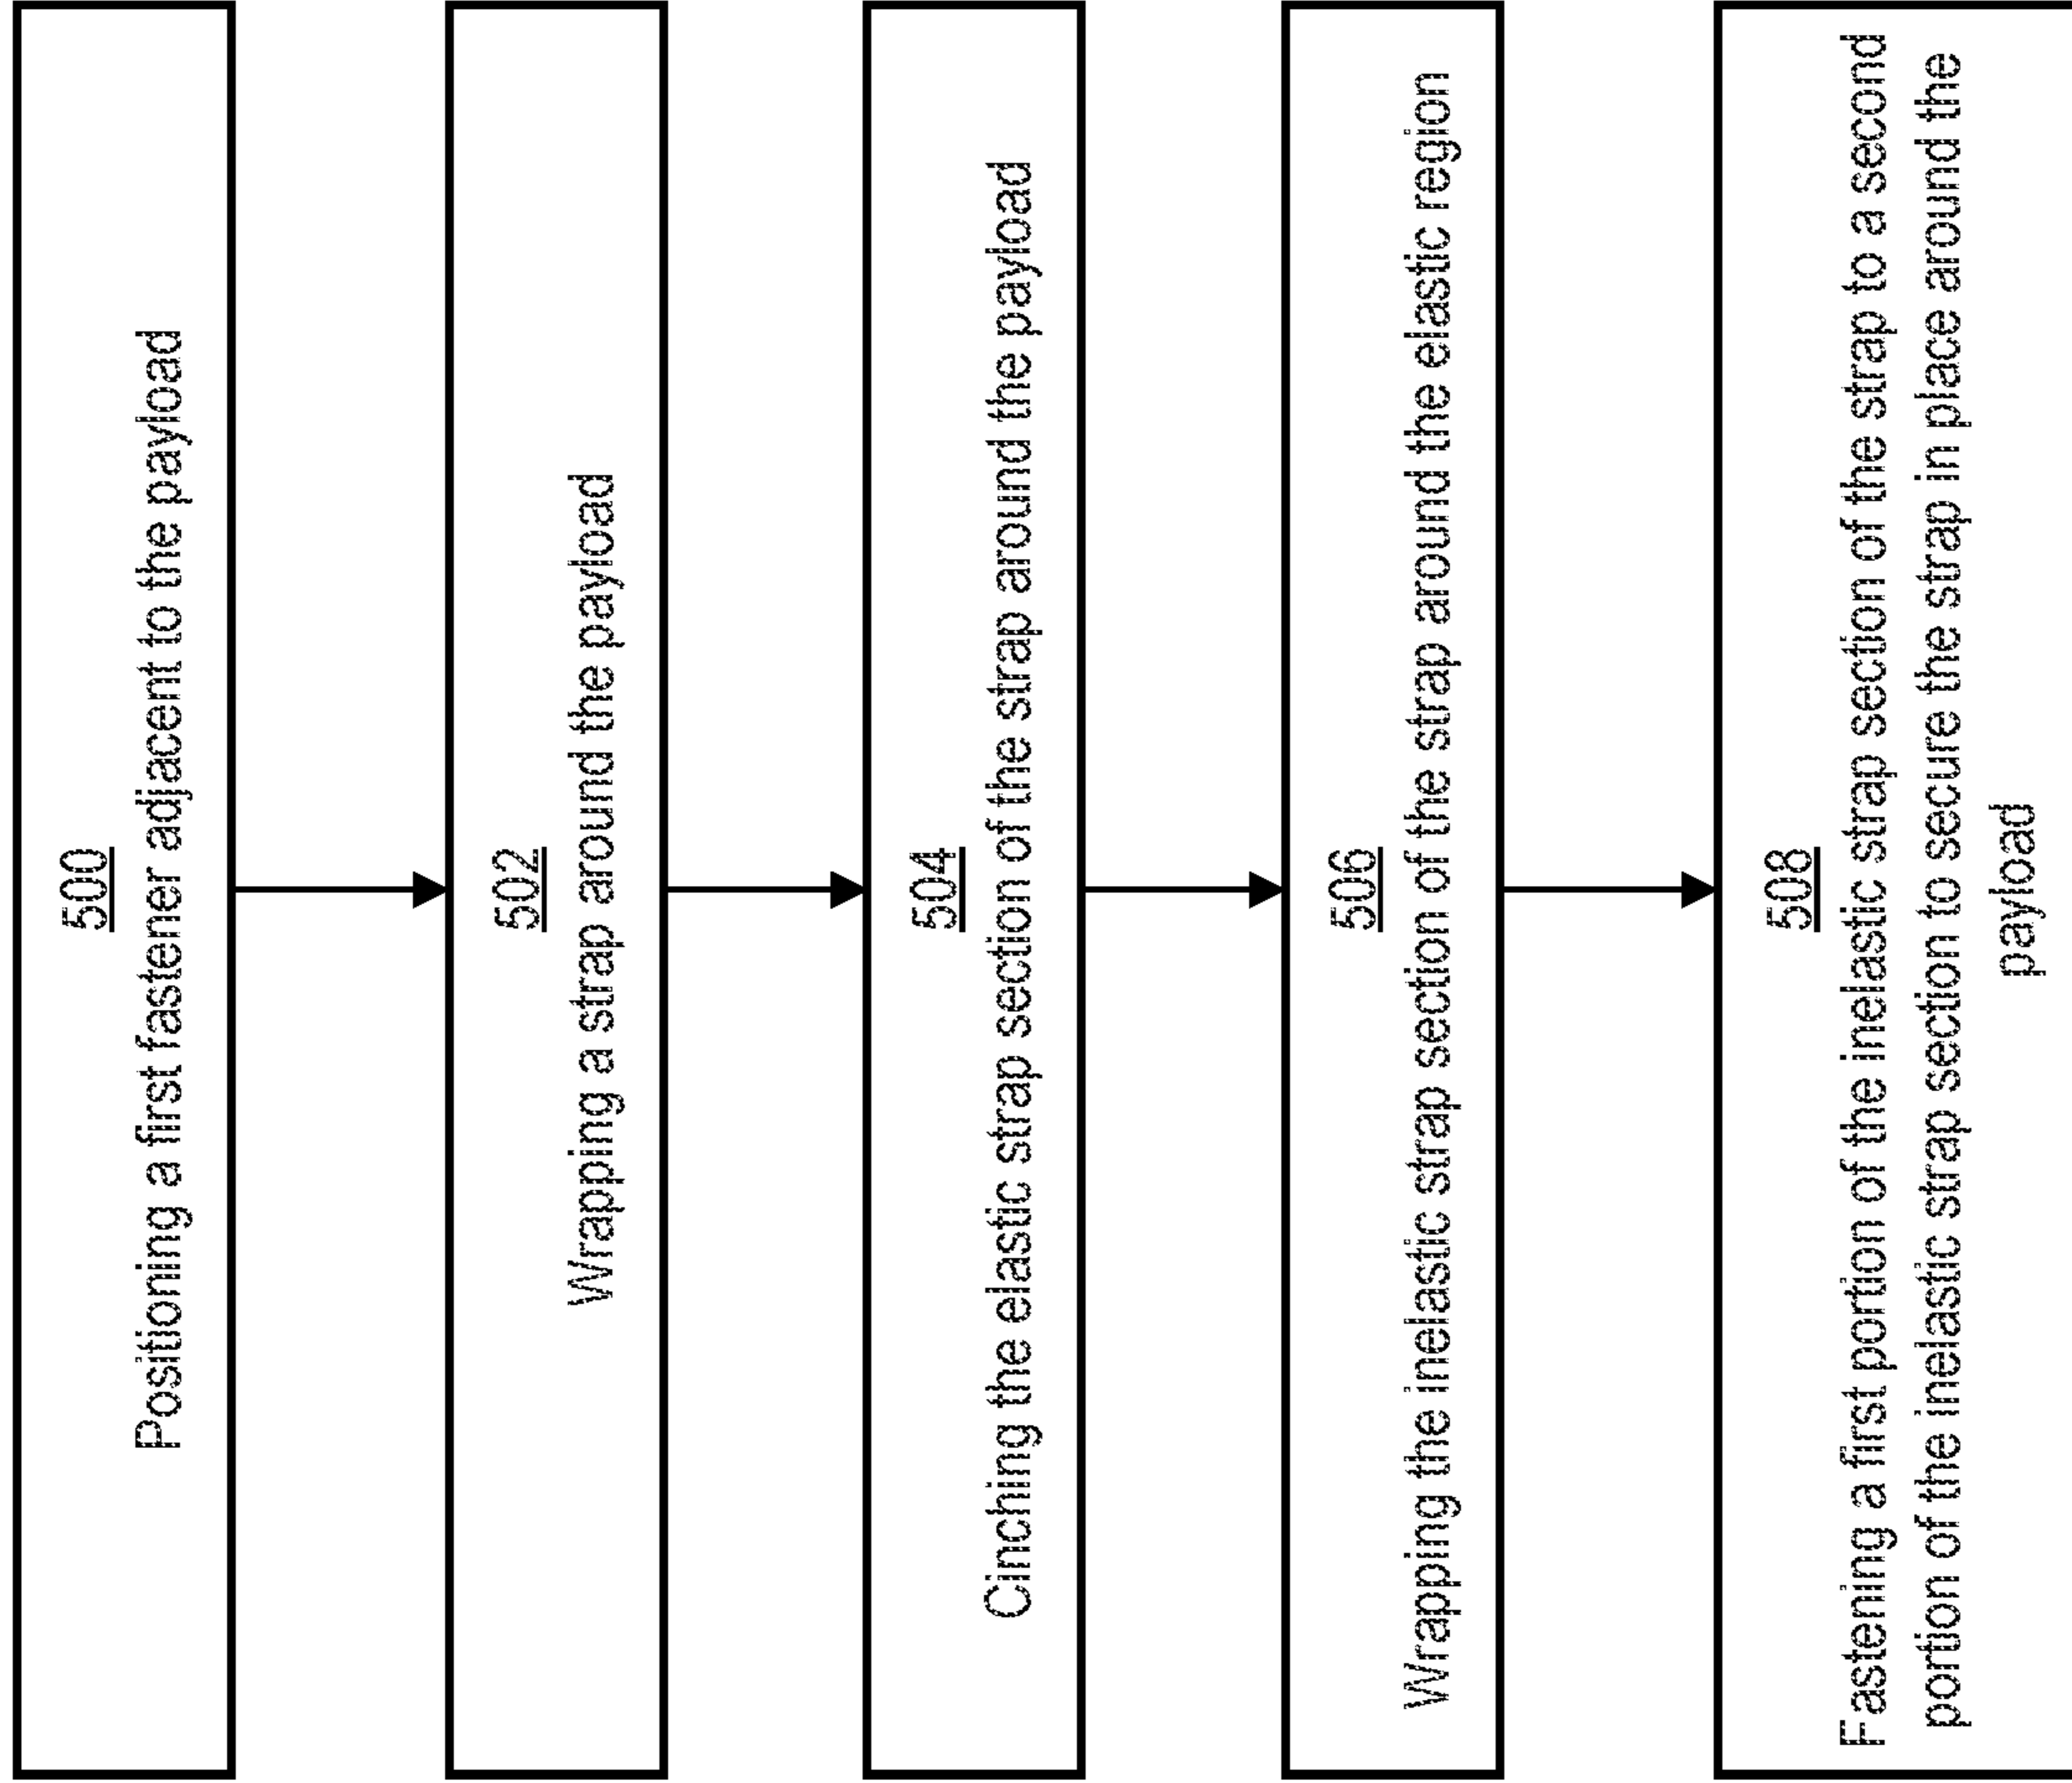 500
Positioning a first fastener adjacent to the payload
502
Wrapping a strap around the payload
504
Cinching the elastic strap section of the strap around the payload
506
Wrapping the inelastic strap section of the strap around the elastic region
508
Fastening a first portion of the inelastic strap section of the strap to a second
portion of the inelastic strap section to secure the strap in place around the
payload